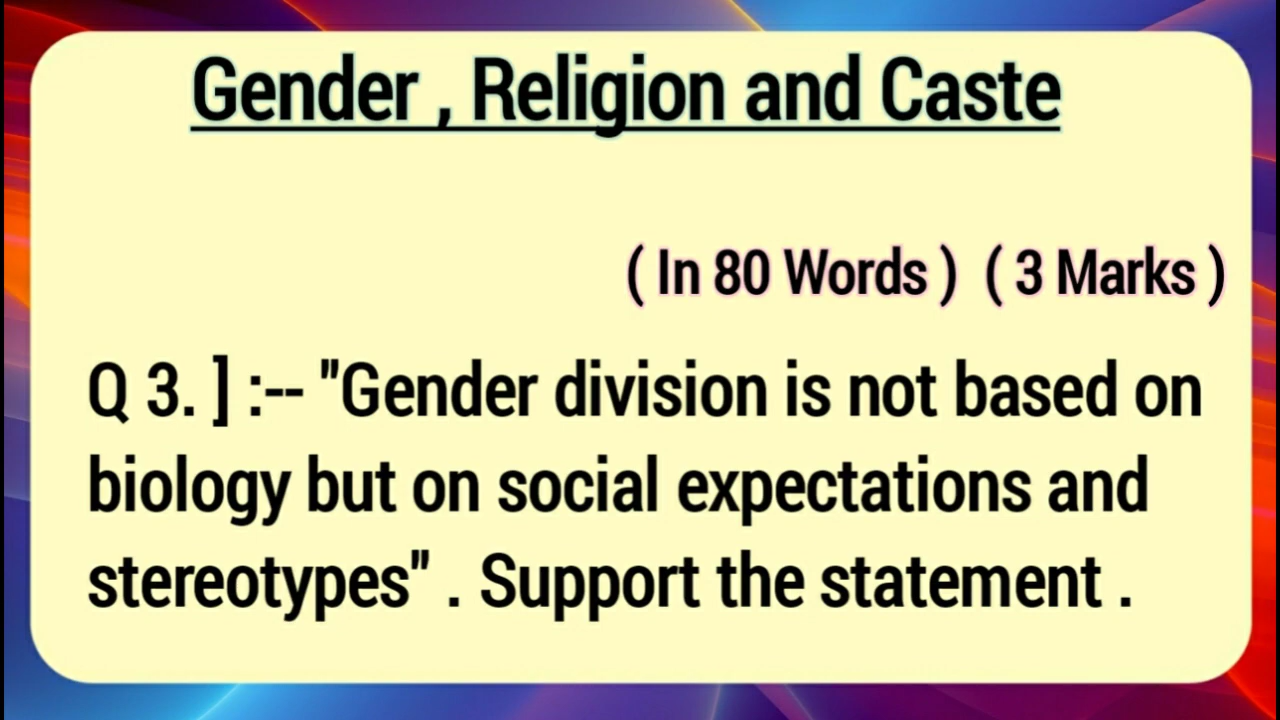 Gender , Religion and Caste
( In 80 Words ) ( 3 Marks )
Q 3. ] :-- "Gender division is not based on
biology but on social expectations and
stereotypes" . Support the statement .